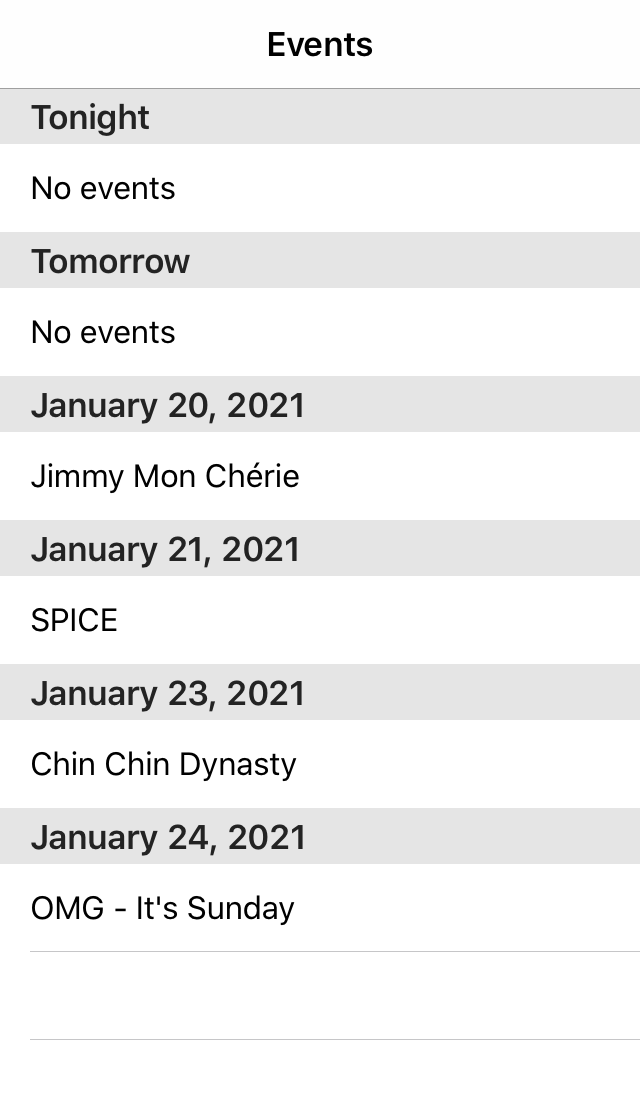 Events
Tonight
No events
Tomorrow
No events
January 20, 2021
Jimmy Mon Chérie
January 21, 2021
SPICE
January 23, 2021
Chin Chin Dynasty
January 24, 2021
OMG - It's Sunday